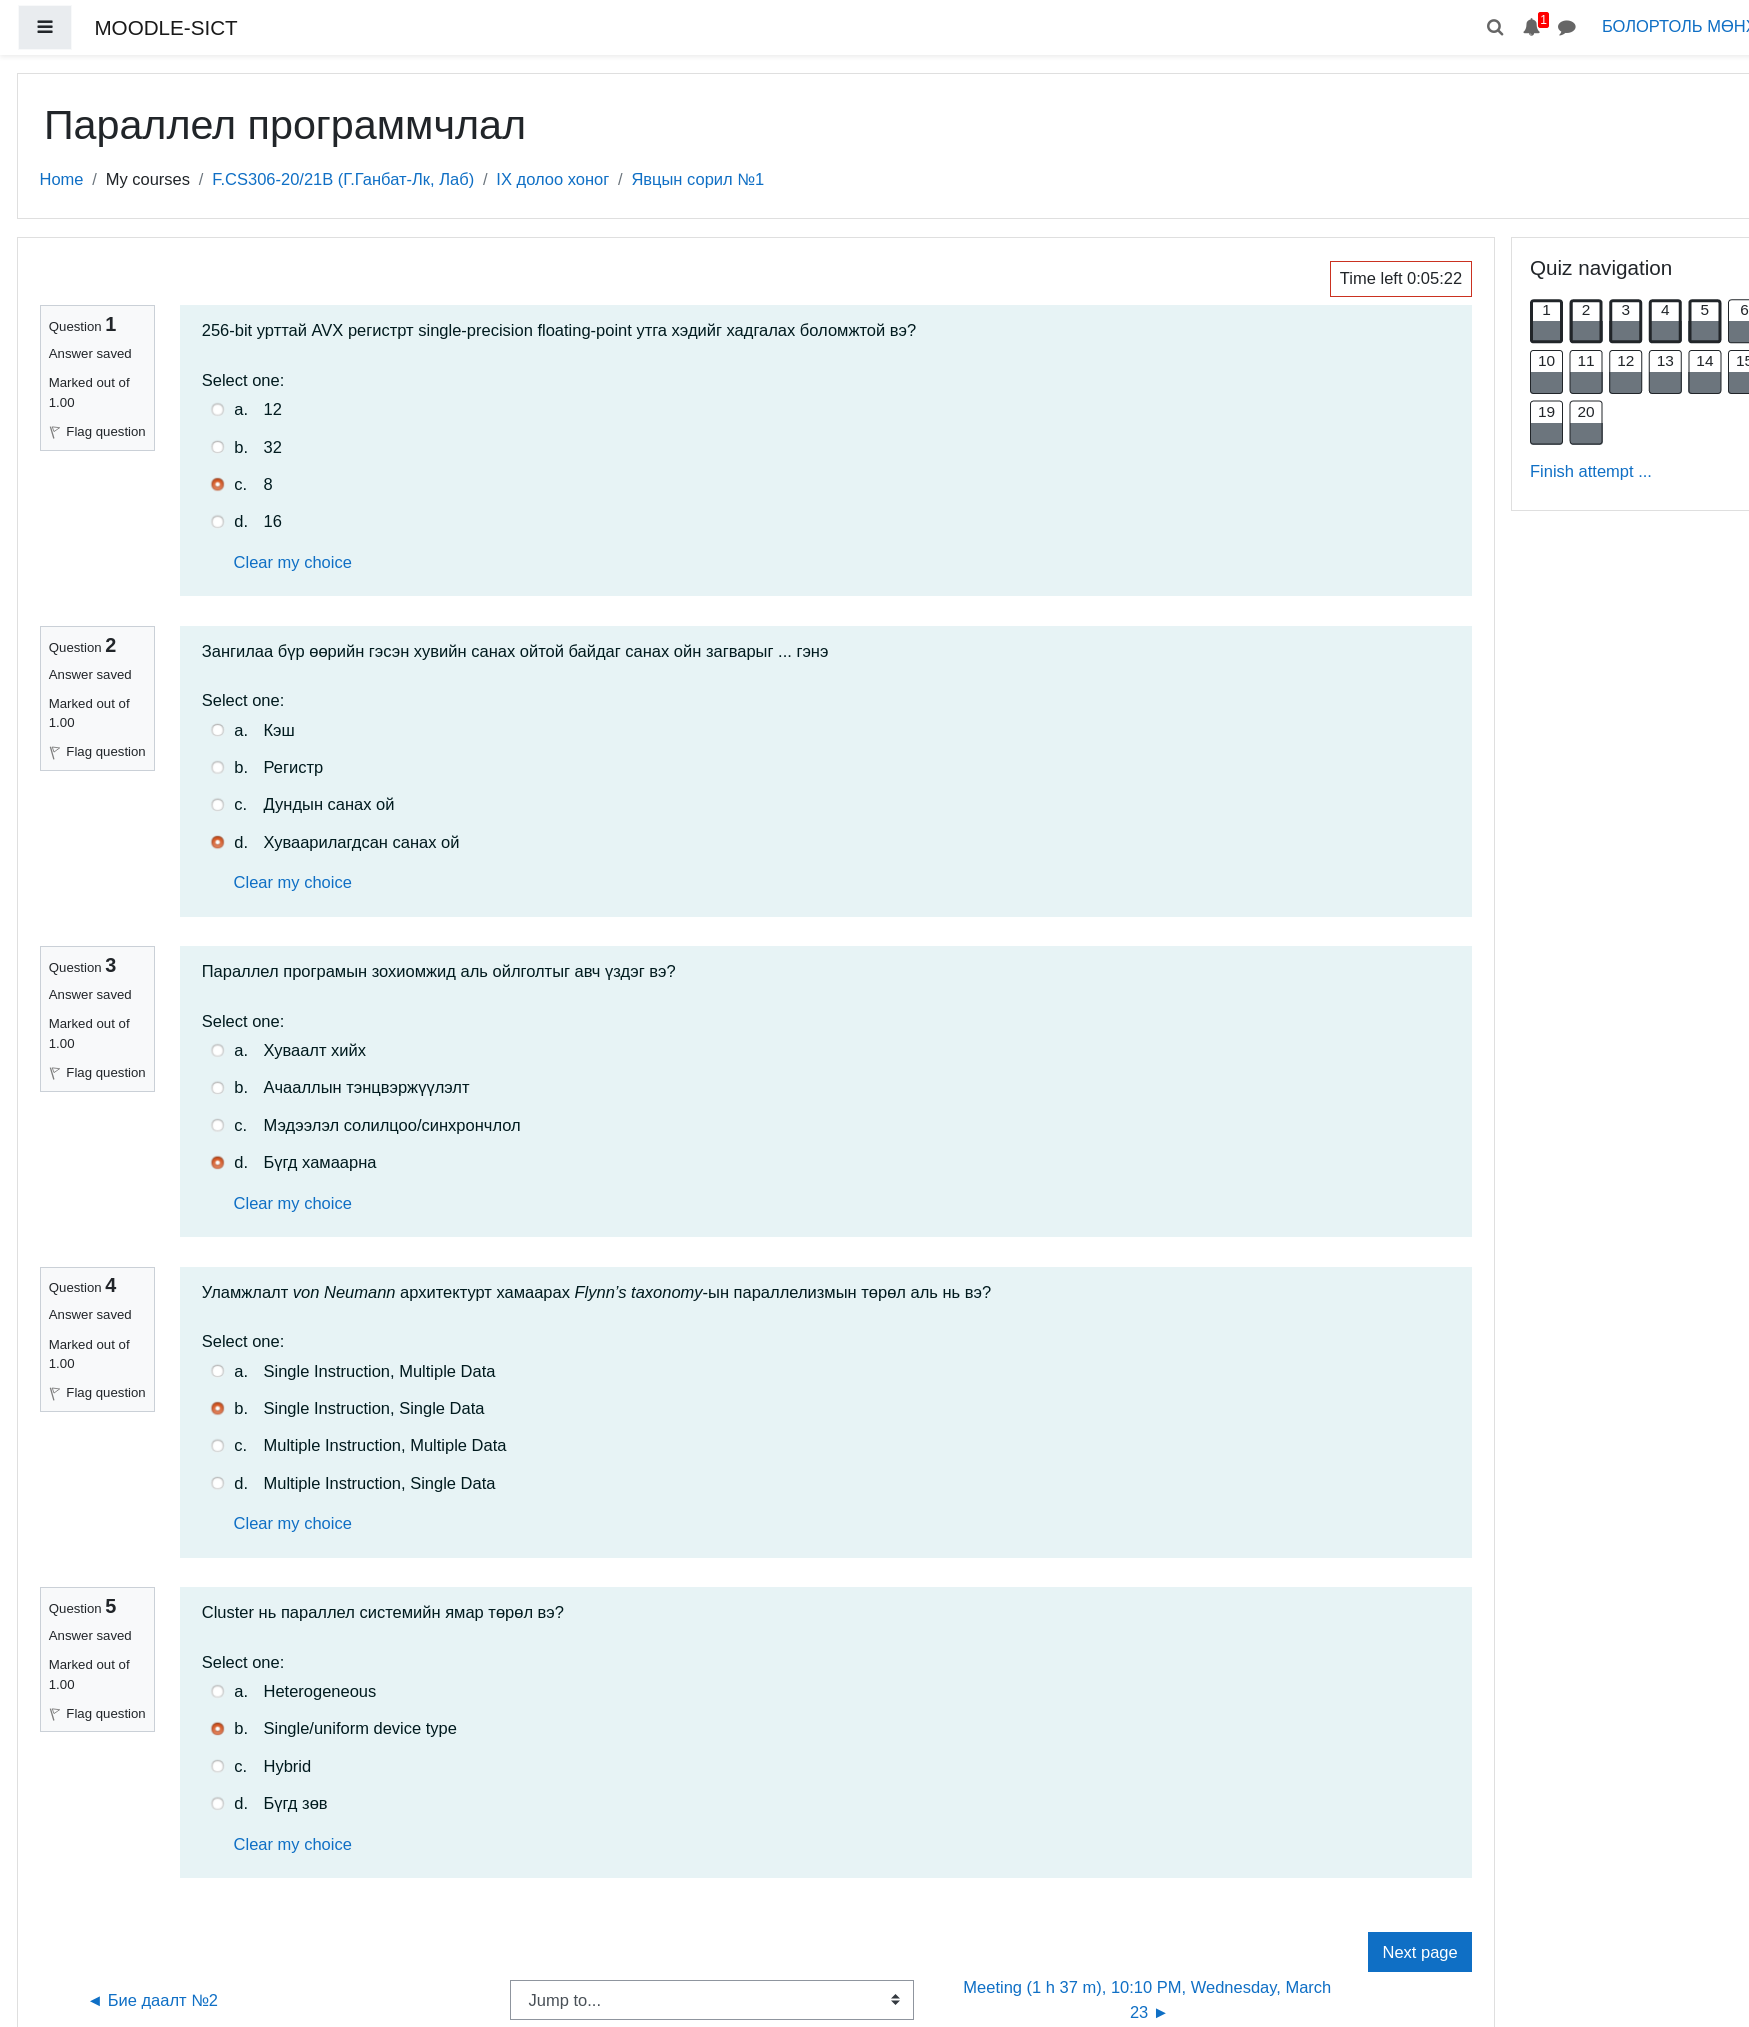 MOODLE-SICT
1
БОЛОРТОЛЬ
Параллел программчлал
Home / My courses / F.CS306-20/21B (Г.Ганбат-Лк, Лаб) / IX долоо хоног / Явцын сорил №1
Time left 0:05:22
Question 1
Answer saved
Marked out of
1.00
Flag question
256-bit урттай AVX регистрт single-precision floating-point утга хэдийг хадгалах боломжтой вэ?
Select one:
a. 12
b. 32
c. 8
d. 16
Clear my choice
Question 2
Answer saved
Marked out of
1.00
Flag question
Зангилаа бүр өөрийн гэсэн хувийн санах ойтой байдаг санах ойн загварыг ... гэнэ
Select one:
a. Кэш
b. Регистр
c. Дундын санах ой
d. Хуваарилагдсан санах ой
Clear my choice
Question 3
Answer saved
Marked out of
1.00
Flag question
Параллел програмын зохиомжид аль ойлголтыг авч үздэг вэ?
Select one:
a. Хуваалт хийх
b. Ачааллын тэнцвэржүүлэлт
c. Мэдээлэл солилцоо/синхрончлол
d. Бүгд хамаарна
Clear my choice
Question 4
Answer saved
Marked out of
1.00
Flag question
Уламжлалт von Neumann архитектурт хамаарах Flynn’s taxonomy-ын параллелизмын төрөл аль нь вэ?
Select one:
a. Single Instruction, Multiple Data
b. Single Instruction, Single Data
c. Multiple Instruction, Multiple Data
d. Multiple Instruction, Single Data
Clear my choice
Question 5
Answer saved
Marked out of
1.00
Flag question
Cluster нь параллел системийн ямар төрөл вэ?
Select one:
a. Heterogeneous
b. Single/uniform device type
c. Hybrid
d. Бүгд зөв
Clear my choice
Next page
◄ Бие даалт №2
Jump to...
Meeting (1 h 37 m), 10:10 PM, Wednesday, March
23 ►
Quiz navigation
1 2 3 4 5 6
10 11 12 13 14 15
19 20
Finish attempt ...